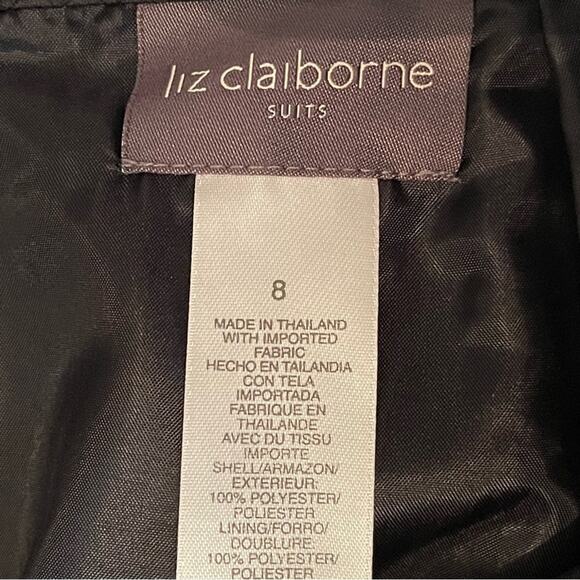 liz claiborne
SUITS
8
MADE IN THAILAND
WITH IMPORTED
FABRIC
HECHO EN TAILANDIA
CON TELA
IMPORTADA
FABRIQUE EN
THAILANDE
AVEC DU TISSU
IMPORTE
SHELL/ARMAZON/
EXTERIEUR:
100% POLYESTER/
POLIESTER
LINING/FORRO/
DOUBLURE:
100% POLYESTER/
POLIESTER